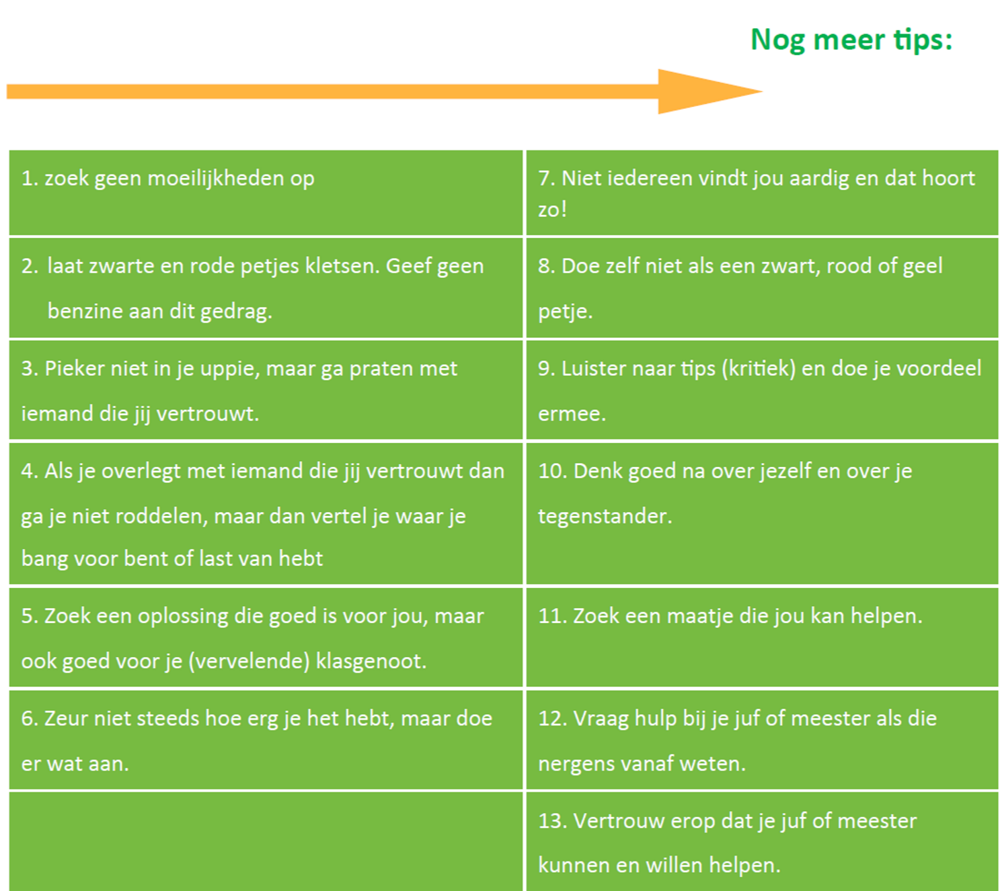 Nog meer tips:
1. zoek geen moeilijkheden op
2. laat zwarte en rode petjes kletsen. Geef geen
benzine aan dit gedrag.
3. Pieker niet in je uppie, maar ga praten met
iemand die jij vertrouwt.
4. Als je overlegt met iemand die jij vertrouwt dan
ga je niet roddelen, maar dan vertel je waar je
bang voor bent of last van hebt
5. Zoek een oplossing die goed is voor jou, maar
ook goed voor je (vervelende) klasgenoot.
6. Zeur niet steeds hoe erg je het hebt, maar doe
er wat aan.
7. Niet iedereen vindt jou aardig en dat hoort
zo!
8. Doe zelf niet als een zwart, rood of geel
petje.
9. Luister naar tips (kritiek) en doe je voordeel
ermee.
10. Denk goed na over jezelf en over je
tegenstander.
11. Zoek een maatje die jou kan helpen.
12. Vraag hulp bij je juf of meester als die
nergens vanaf weten.
13. Vertrouw erop dat je juf of meester
kunnen en willen helpen.